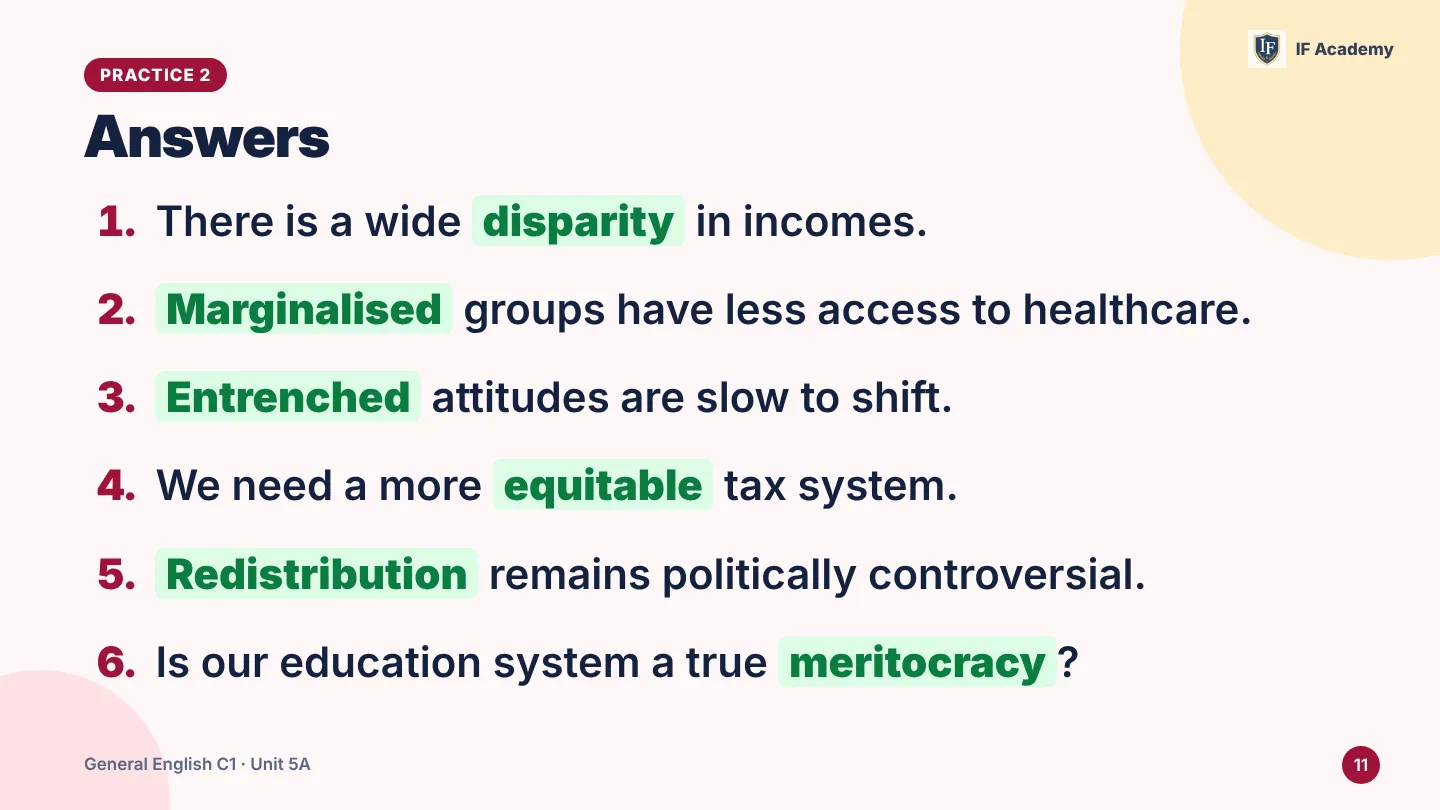 IF
IF Academy
PRACTICE 2
Answers
1. There is a wide disparity in incomes.
2. Marginalised groups have less access to healthcare.
3. Entrenched attitudes are slow to shift.
4. We need a more equitable tax system.
5. Redistribution remains politically controversial.
6. Is our education system a true meritocracy?
General English C1 · Unit 5A
11